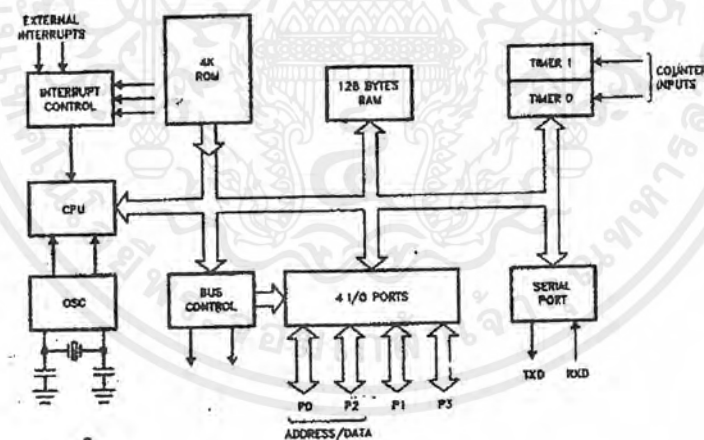 EXTERNAL
INTERRUPTS
INTERRUPT
CONTROL
4K
ROM
128 BYTES
RAM
TIMER 1
TIMER 0
COUNTER
INPUTS
CPU
OSC
BUS
CONTROL
4 I/O PORTS
SERIAL
PORT
P0 P2 P1 P3
TXD RXD
ADDRESS/DATA